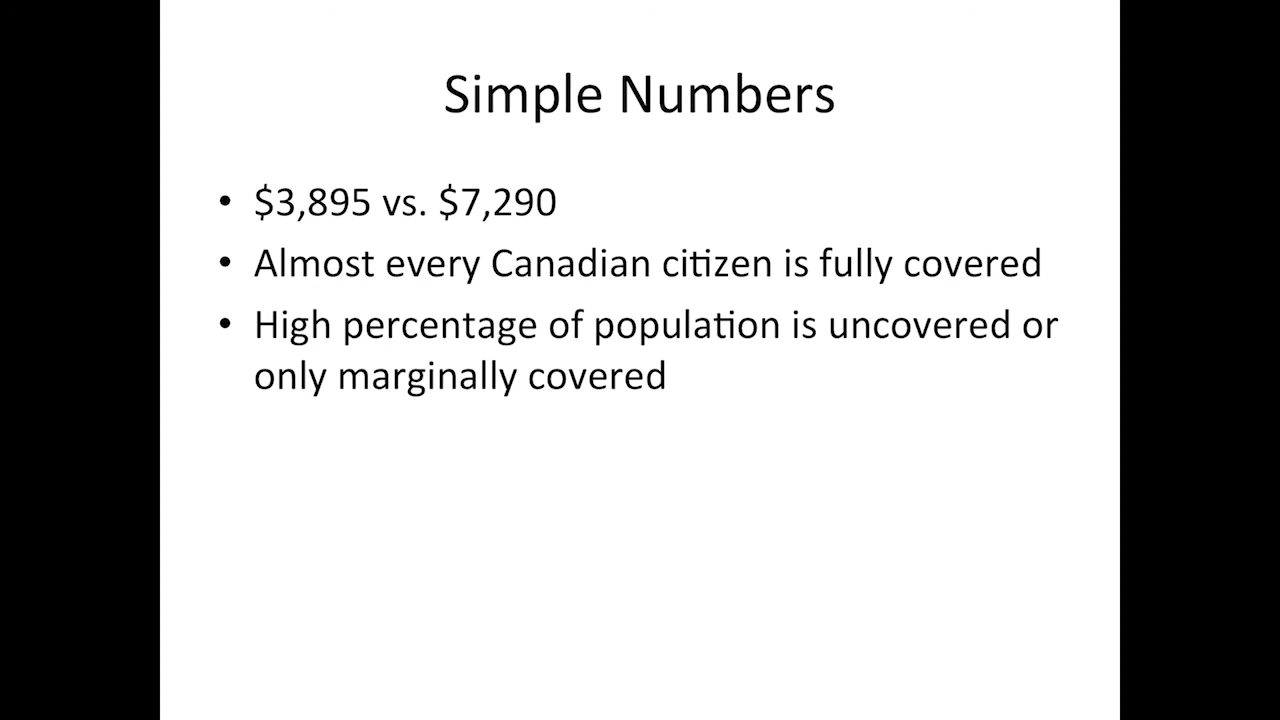 Simple Numbers
• $3,895 vs. $7,290
• Almost every Canadian citizen is fully covered
• High percentage of population is uncovered or
only marginally covered